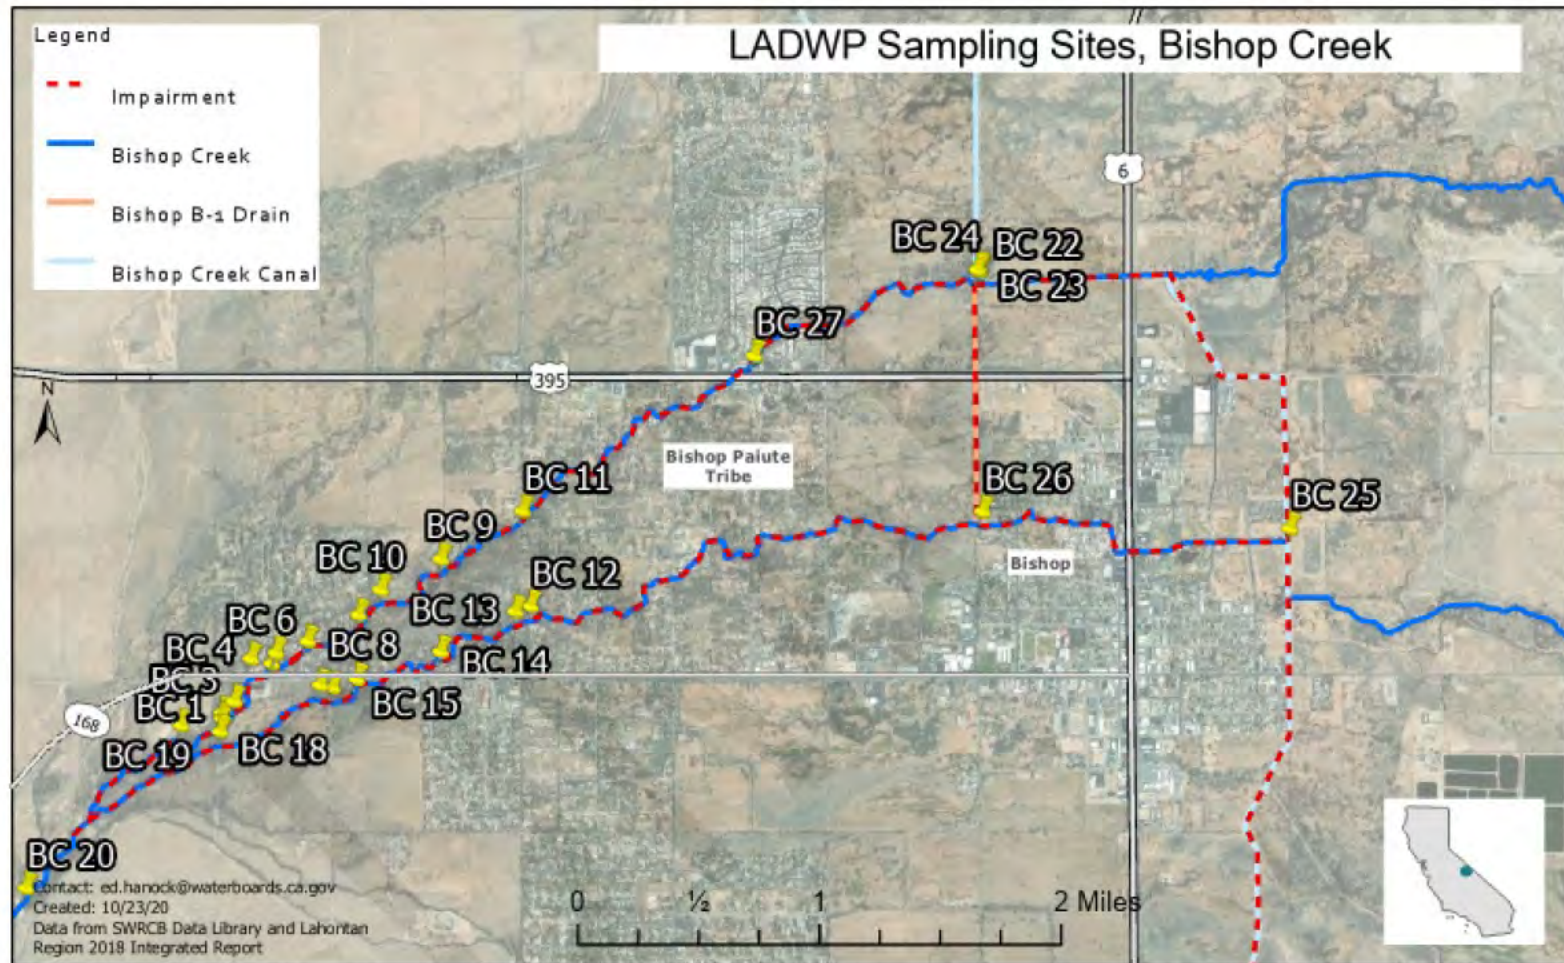 Legend
Impairment
Bishop Creek
Bishop B-1 Drain
Bishop Creek Canal
LADWP Sampling Sites, Bishop Creek
6
BC 24
BC 22
BC 23
BC 27
N
395
Bishop Paiute
Tribe
BC 11
BC 26
BC 25
BC 9
BC 10
Bishop
BC 12
BC 13
BC 6
BC 4
BC 8
BC 14
BC 1
BC 15
168
BC 19
BC 18
BC 20
Contact: ed.hanock@waterboards.ca.gov
Created: 10/23/20
Data from SWRCB Data Library and Lahontan
Region 2018 Integrated Report
0 ½ 1 2 Miles